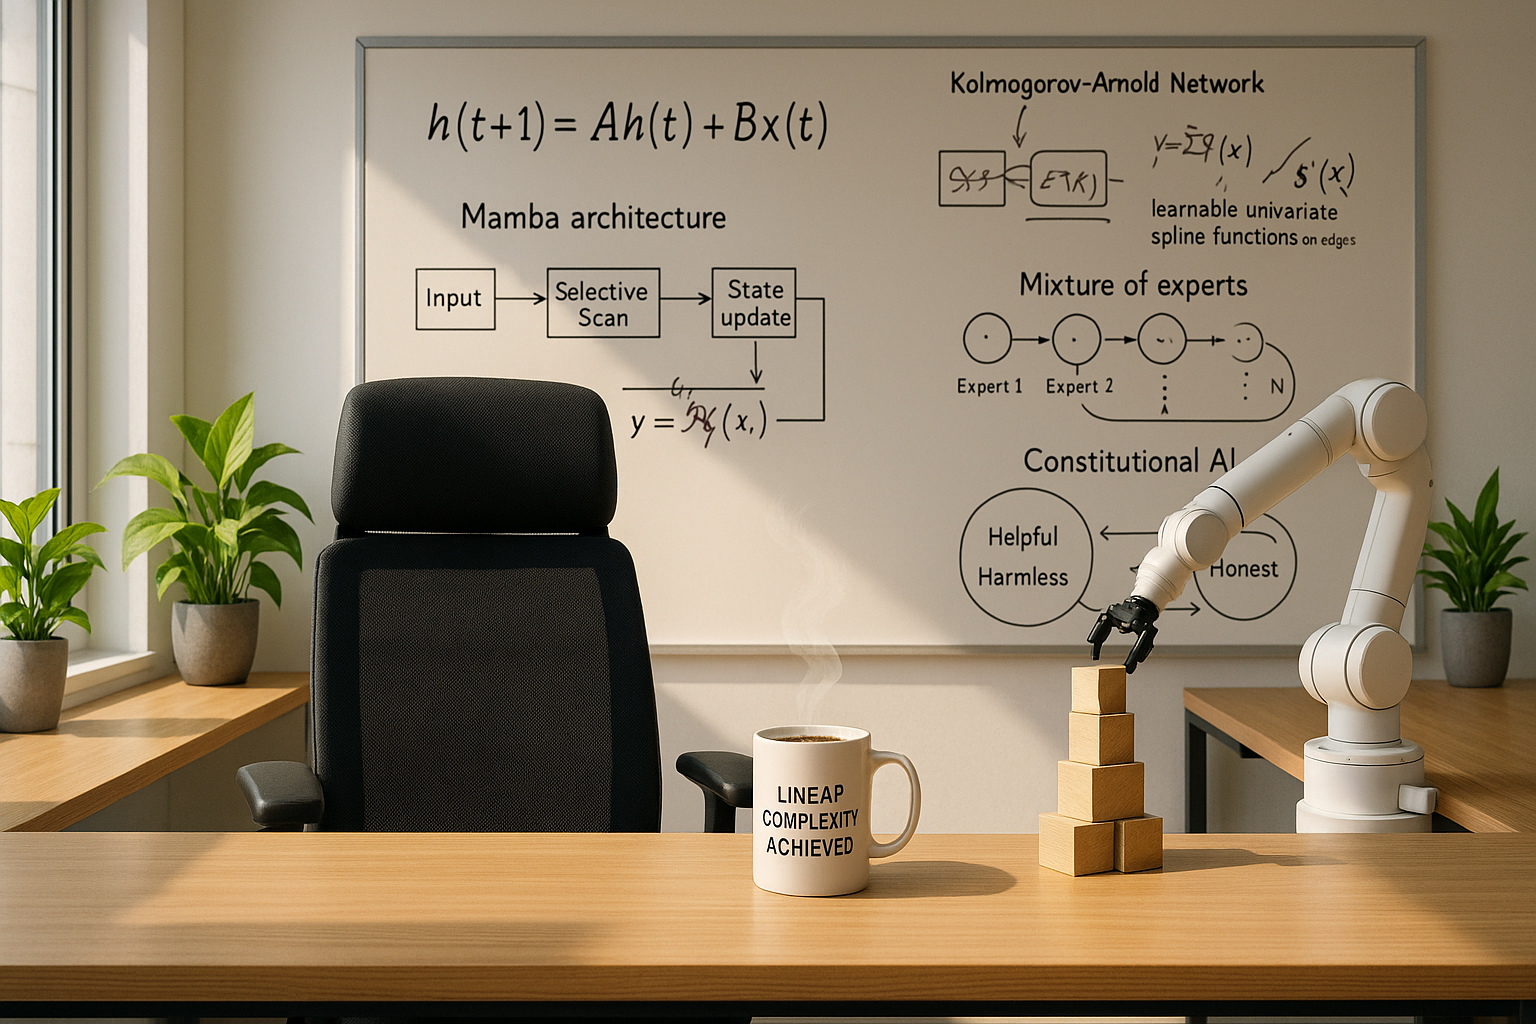 h(t+1) = Ah(t) + Bx(t)
Mamba architecture
Input
Selective
Scan
State
update
Kolmogorov-Arnold Network
learnable univariate
spline functions on edges
Mixture of experts
Expert 1
Expert 2
N
Constitutional AI
Helpful
Harmless
Honest
LINEAP
COMPLEXITY
ACHIEVED